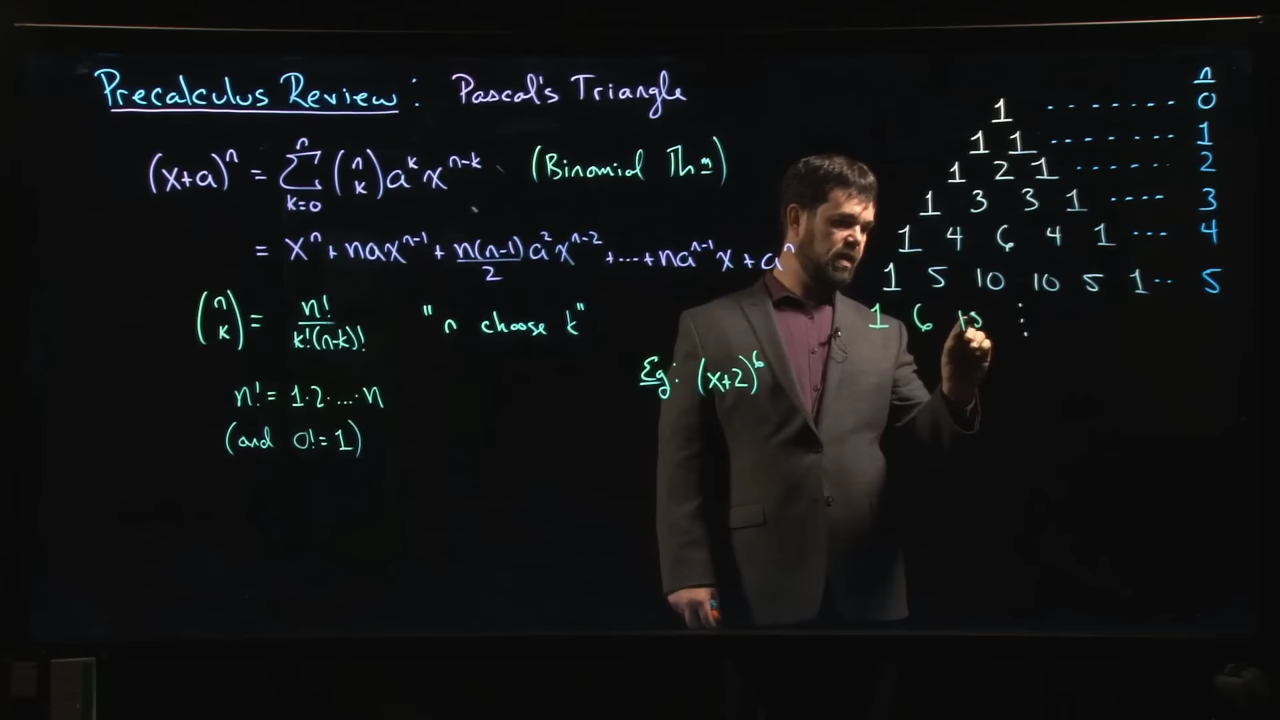 Precalculus Review: Pascal's Triangle
(x+a)^n = ∑_{k=0}^{n} (n k) a^k x^{n-k} (Binomial Thm)
= x^n + nax^{n-1} + n(n-1)/2 a^2 x^{n-2} + ... + na^{n-1}x + a^n
(n k) = n!/k!(n-k)! "n choose k"
n! = 1·2·...·n
(and 0! = 1)
Eg: (x+2)^6
n
1 ........ 0
1 1 ........ 1
1 2 1 ....... 2
1 3 3 1 .... 3
1 4 6 4 1 ... 4
1 5 10 10 5 1 .. 5
1 6 15 ⋮